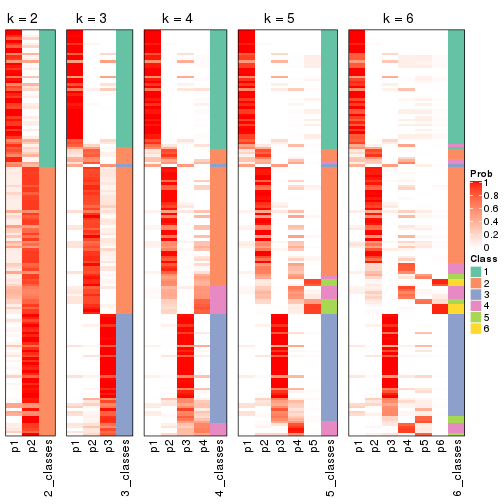 k = 2
k = 3
k = 4
k = 5
k = 6
Prob
1
0.8
0.6
0.4
0.2
0
Class
1
2
3
4
5
6
p1
p2
2_classes
p1
p2
p3
3_classes
p1
p2
p3
p4
4_classes
p1
p2
p3
p4
p5
5_classes
p1
p2
p3
p4
p5
p6
6_classes